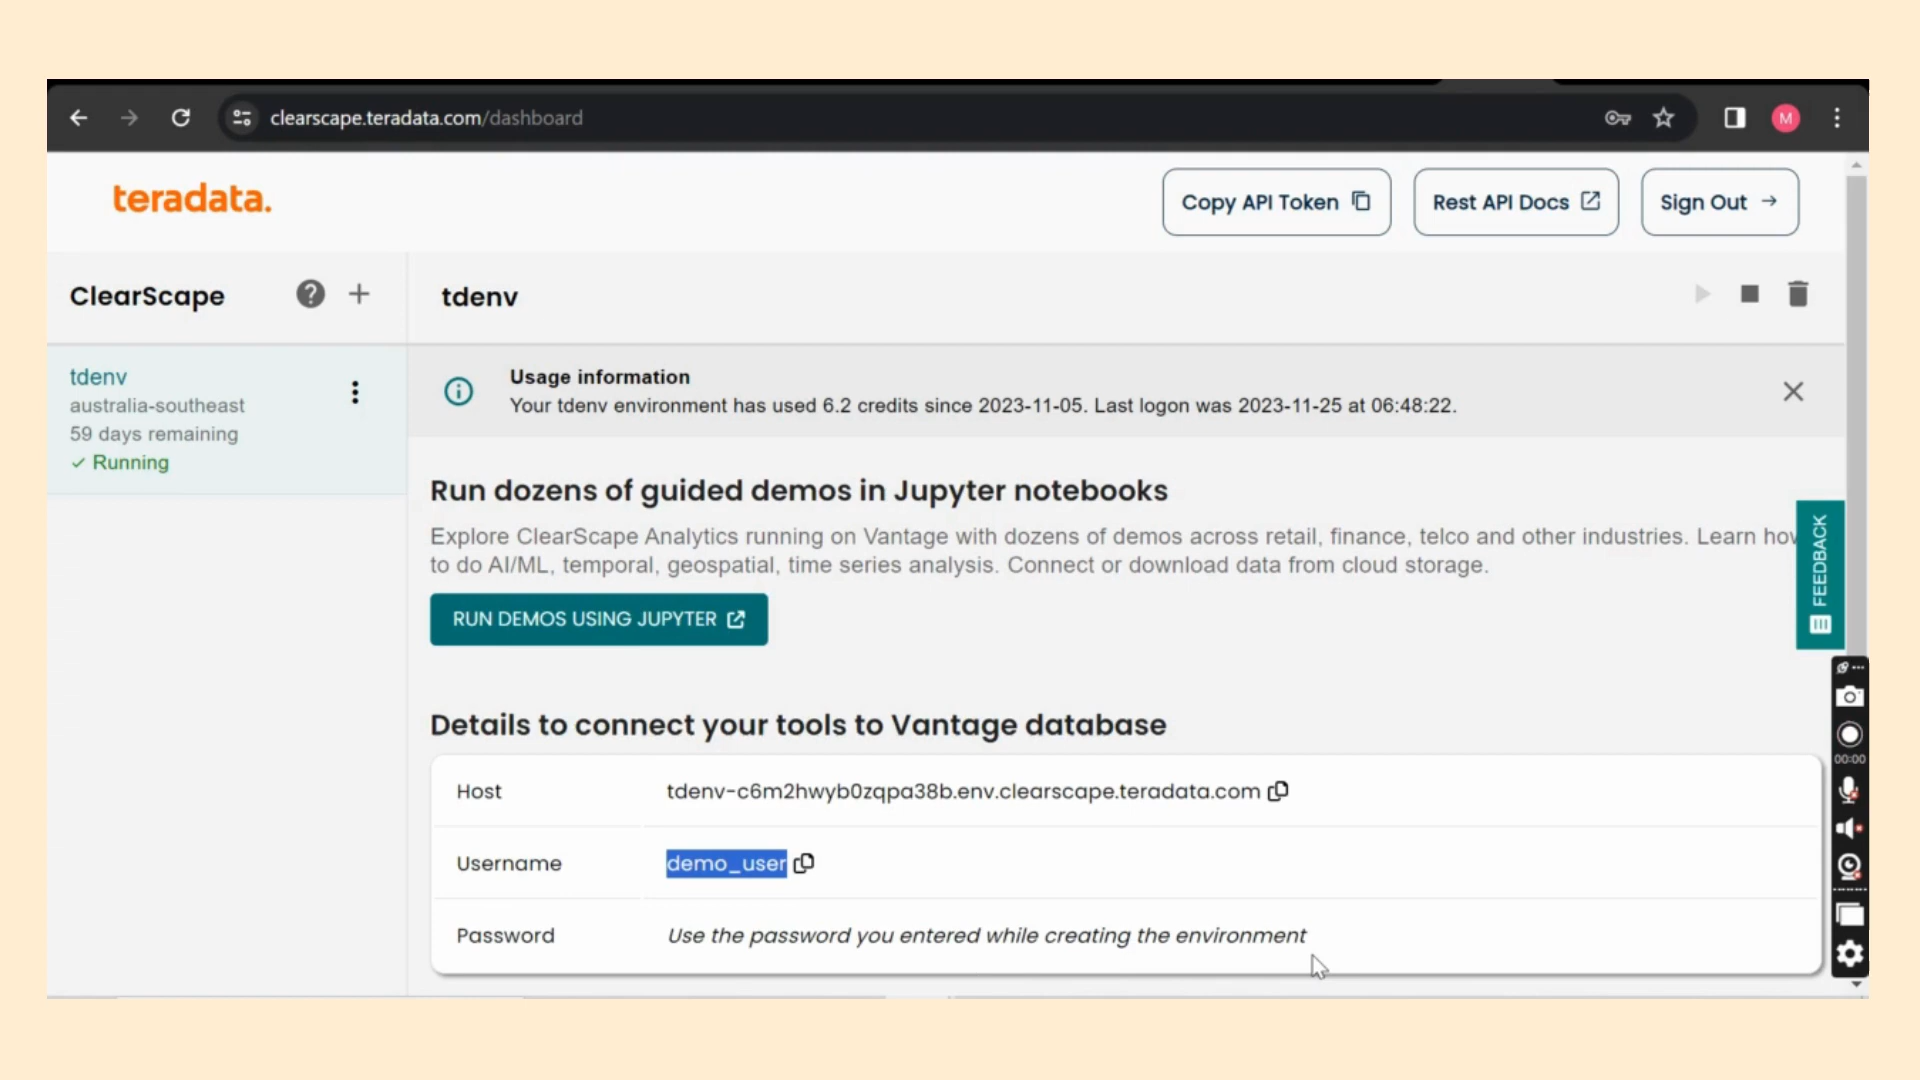 clearscape.teradata.com/dashboard
M
teradata.
Copy API Token
Rest API Docs
Sign Out
ClearScape
tdenv
tdenv
australia-southeast
59 days remaining
Running
Usage information
Your tdenv environment has used 6.2 credits since 2023-11-05. Last logon was 2023-11-25 at 06:48:22.
Run dozens of guided demos in Jupyter notebooks
Explore ClearScape Analytics running on Vantage with dozens of demos across retail, finance, telco and other industries. Learn how
to do AI/ML, temporal, geospatial, time series analysis. Connect or download data from cloud storage.
RUN DEMOS USING JUPYTER
FEEDBACK
Details to connect your tools to Vantage database
Host tdenv-c6m2hwyb0zqpa38b.env.clearscape.teradata.com
Username demo_user
Password Use the password you entered while creating the environment
00:00